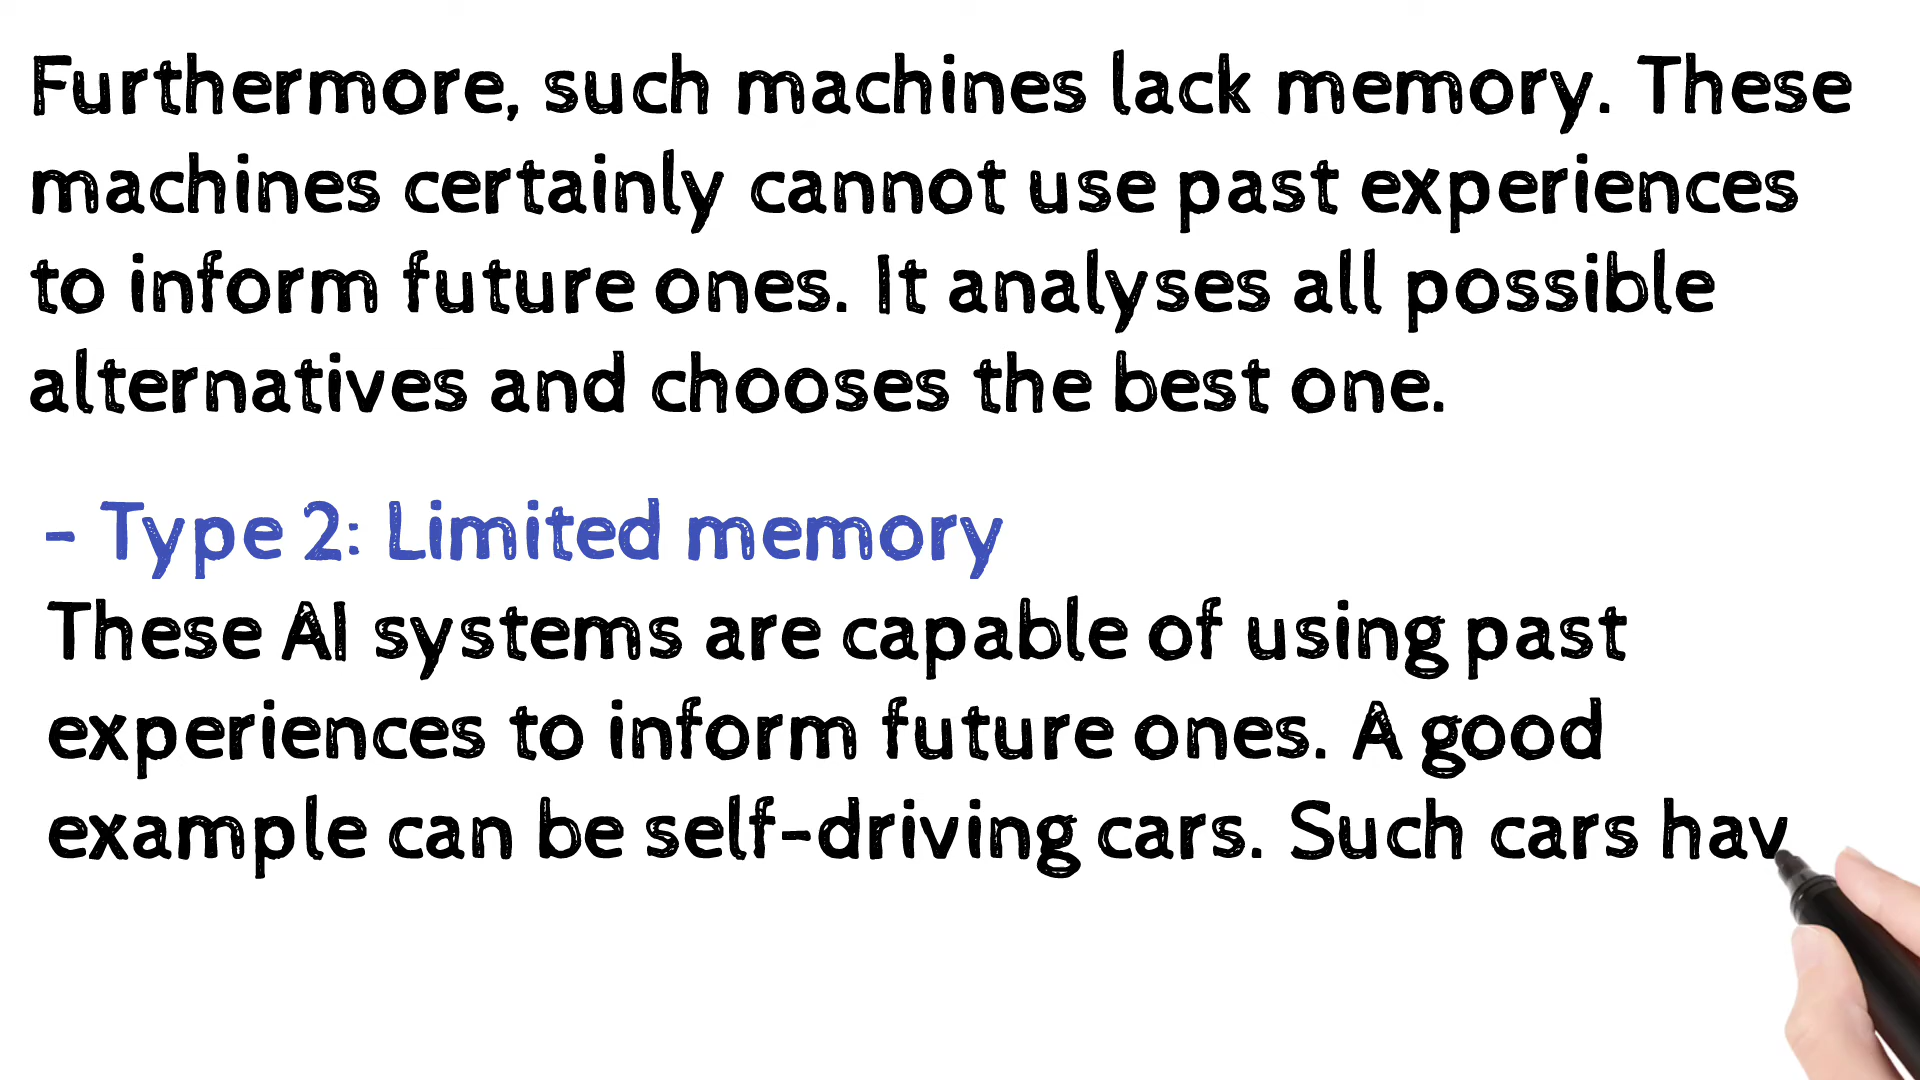 Furthermore, such machines lack memory. These
machines certainly cannot use past experiences
to inform future ones. It analyses all possible
alternatives and chooses the best one.
- Type 2: Limited memory
These AI systems are capable of using past
experiences to inform future ones. A good
example can be self-driving cars. Such cars hav